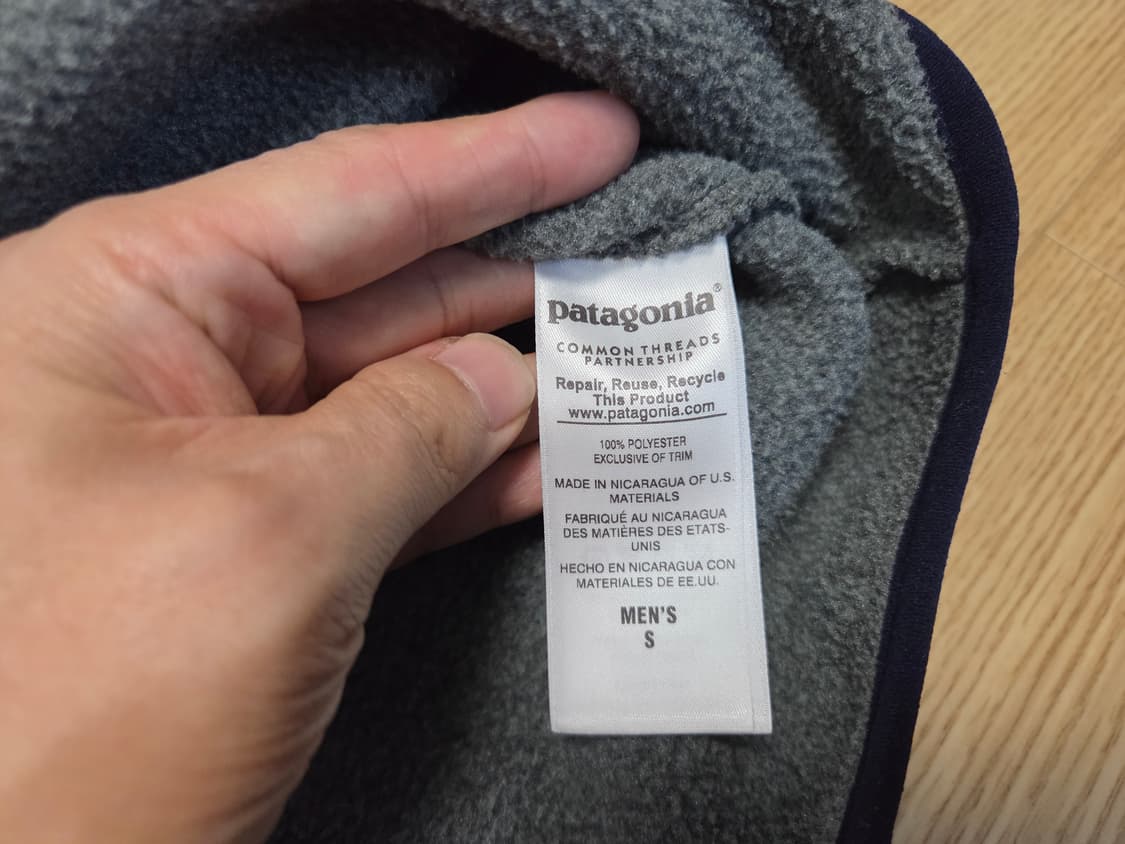 patagonia®
COMMON THREADS
PARTNERSHIP
Repair, Reuse, Recycle
This Product
www.patagonia.com
100% POLYESTER
EXCLUSIVE OF TRIM
MADE IN NICARAGUA OF U.S.
MATERIALS
FABRIQUÉ AU NICARAGUA
DES MATIÈRES DES ETATS-
UNIS
HECHO EN NICARAGUA CON
MATERIALES DE EE.UU.
MEN'S
S